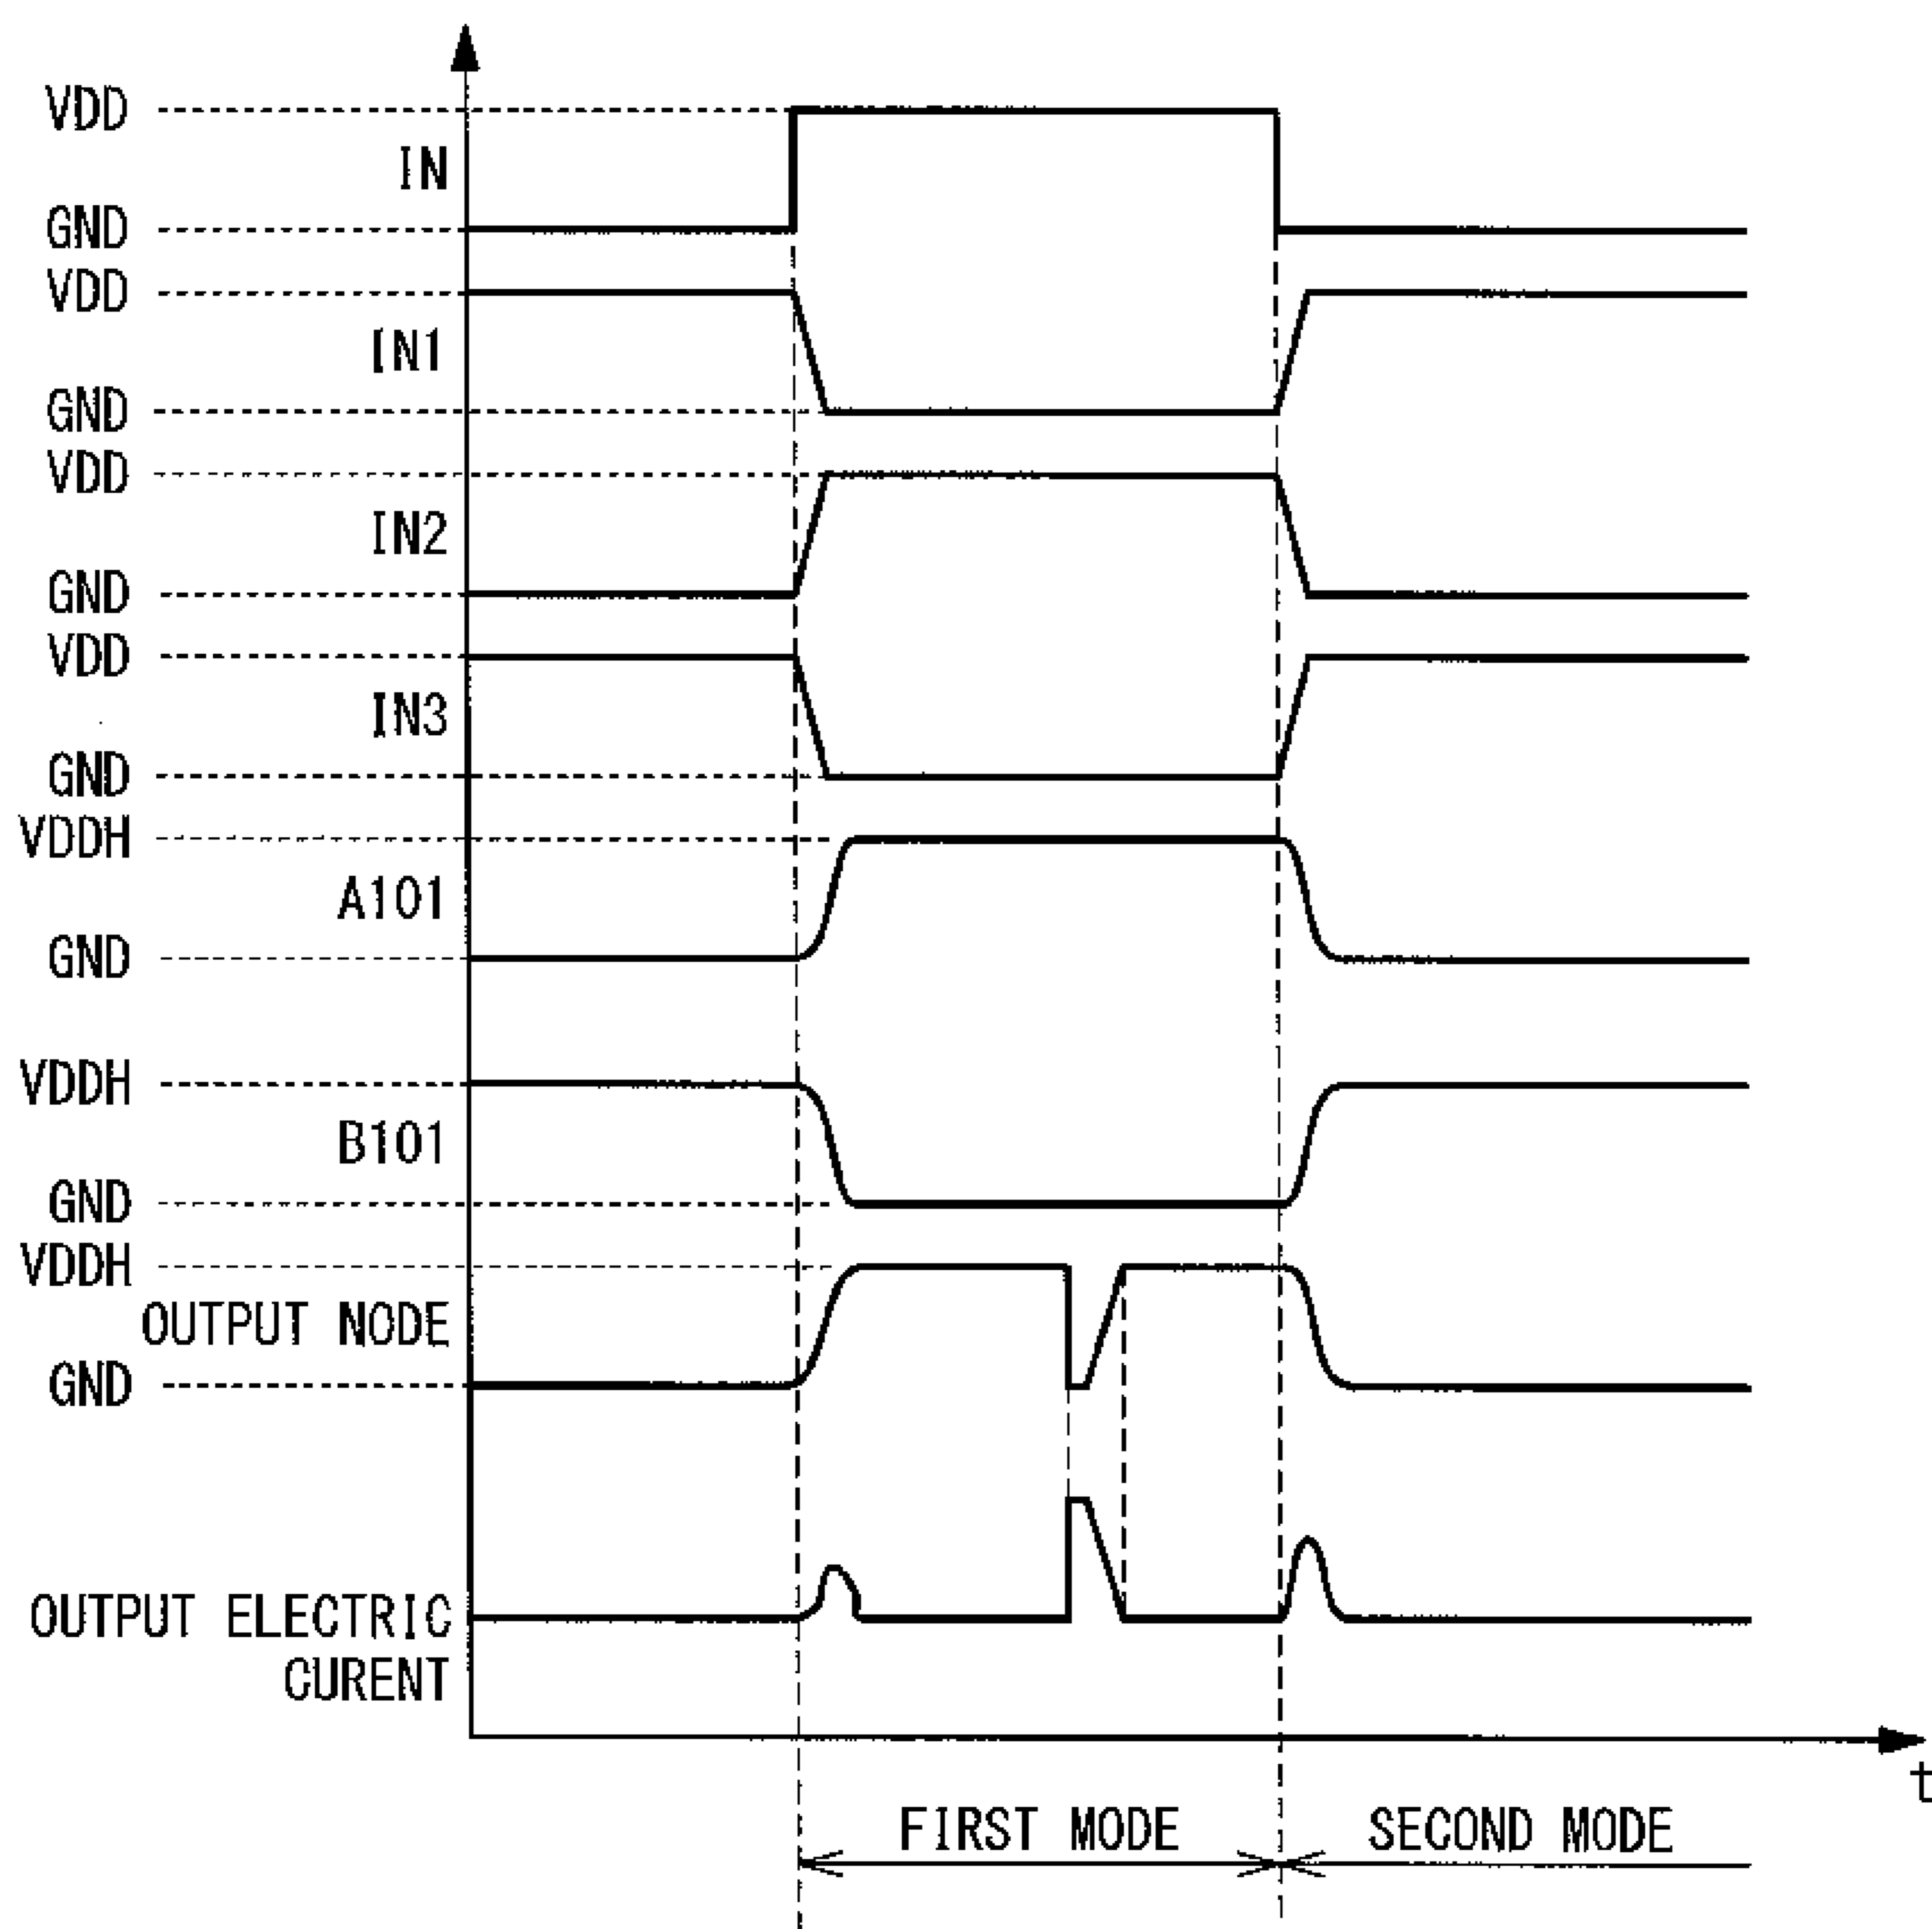 VDD
IN
GND
VDD
IN1
GND
VDD
IN2
GND
VDD
IN3
GND
VDDH
A101
GND
VDDH
B101
GND
VDDH
OUTPUT NODE
GND
OUTPUT ELECTRIC
CURENT
t
FIRST MODE
SECOND MODE